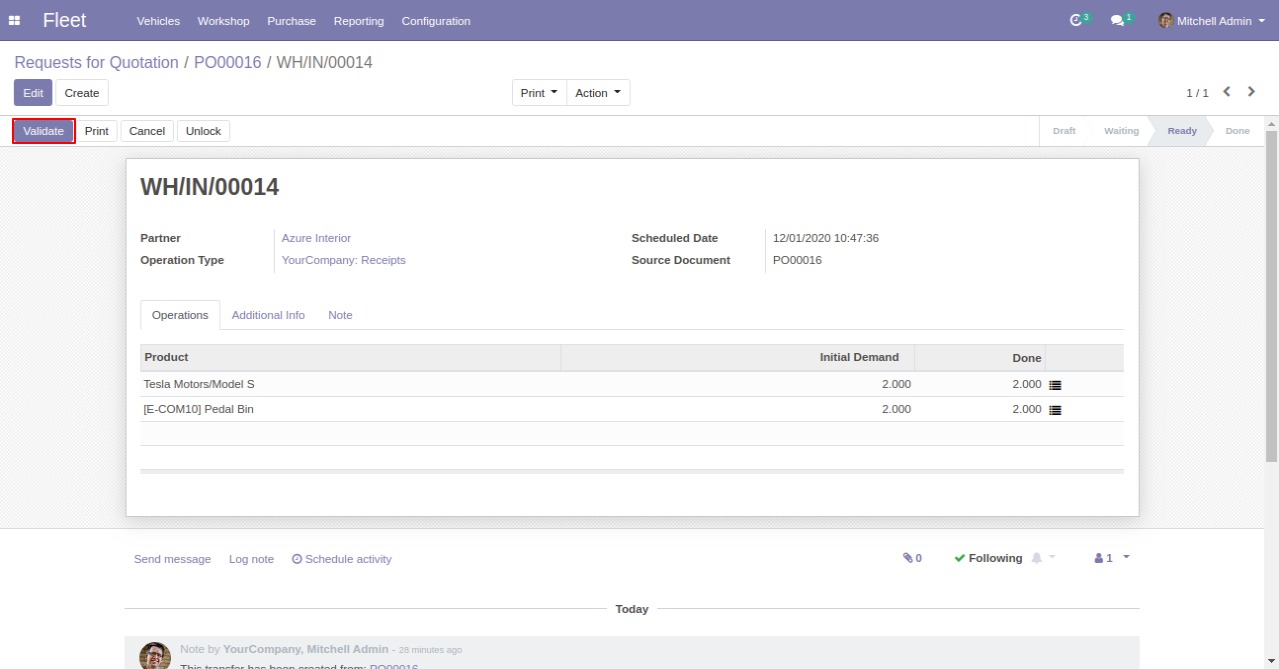 Fleet Vehicles Workshop Purchase Reporting Configuration 3 1 Mitchell Admin
Requests for Quotation / PO00016 / WH/IN/00014
Edit Create Print Action 1 / 1
Validate Print Cancel Unlock Draft Waiting Ready Done
WH/IN/00014
Partner Azure Interior Scheduled Date 12/01/2020 10:47:36
Operation Type YourCompany: Receipts Source Document PO00016
Operations Additional Info Note
Product Initial Demand Done
Tesla Motors/Model S 2.000 2.000
[E-COM10] Pedal Bin 2.000 2.000
Send message Log note Schedule activity 0 Following 1
Today
Note by YourCompany, Mitchell Admin - 28 minutes ago
This transfer has been created from: PO00016